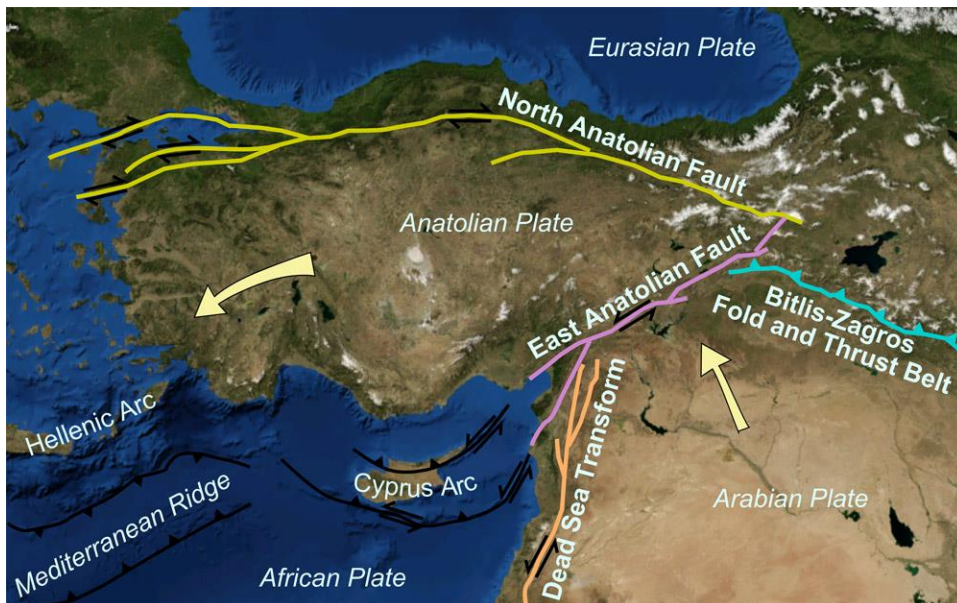 Eurasian Plate
North Anatolian Fault
Anatolian Plate
East Anatolian Fault
Bitlis-Zagros
Fold and Thrust Belt
Hellenic Arc
Cyprus Arc
Dead Sea Transform
Arabian Plate
Mediterranean Ridge
African Plate